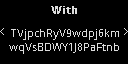 With
< TVjpchRyV9wdpj6km >
wqVsBDWY1J8PaFtnb